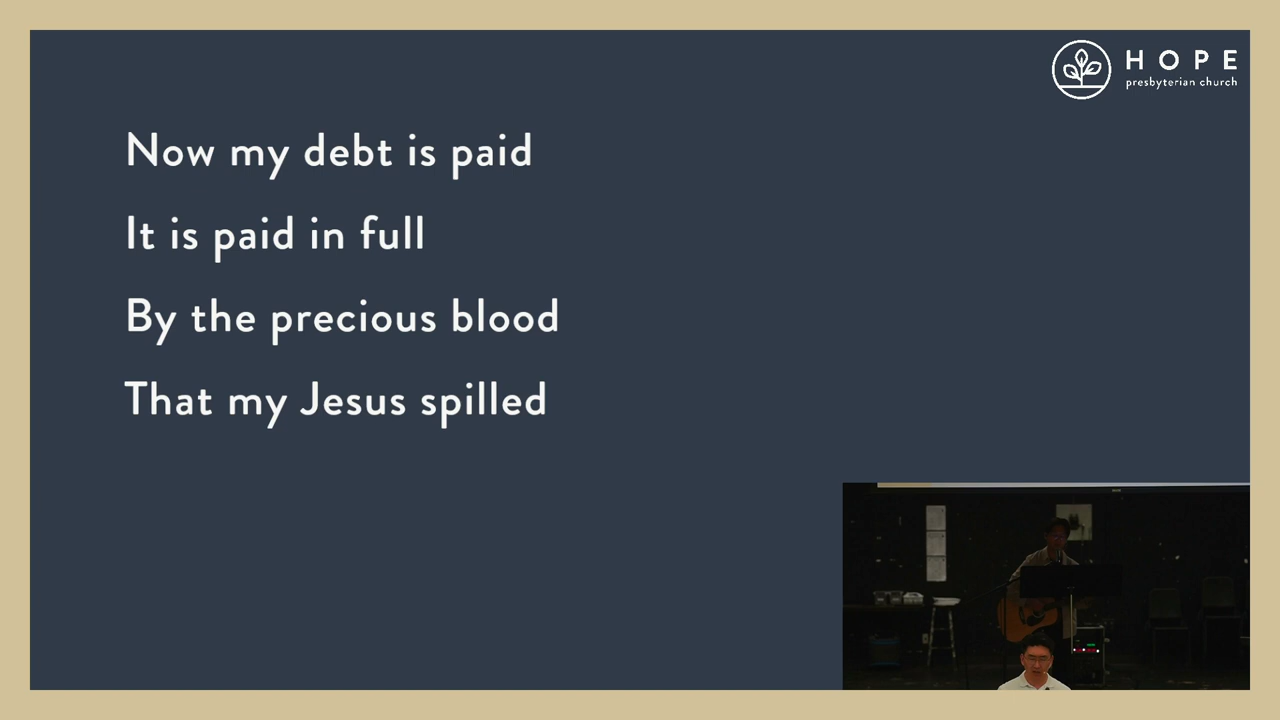 HOPE
presbyterian church
Now my debt is paid
It is paid in full
By the precious blood
That my Jesus spilled